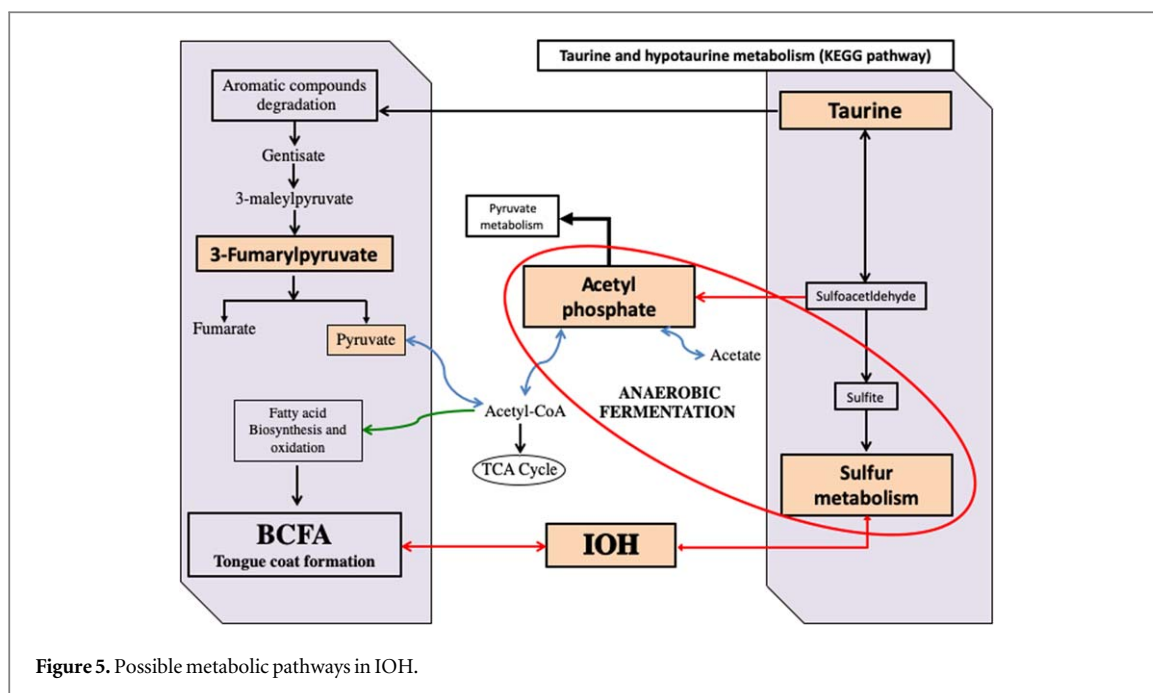 Taurine and hypotaurine metabolism (KEGG pathway)
Aromatic compounds
degradation
Taurine
Gentisate
3-maleylpyruvate
Pyruvate
metabolism
3-Fumarylpyruvate
Acetyl
phosphate
Sulfoacetldehyde
Fumarate
Pyruvate
Acetate
ANAEROBIC
FERMENTATION
Sulfite
Fatty acid
Biosynthesis and
oxidation
Acetyl-CoA
TCA Cycle
Sulfur
metabolism
BCFA
Tongue coat formation
IOH
Figure 5. Possible metabolic pathways in IOH.